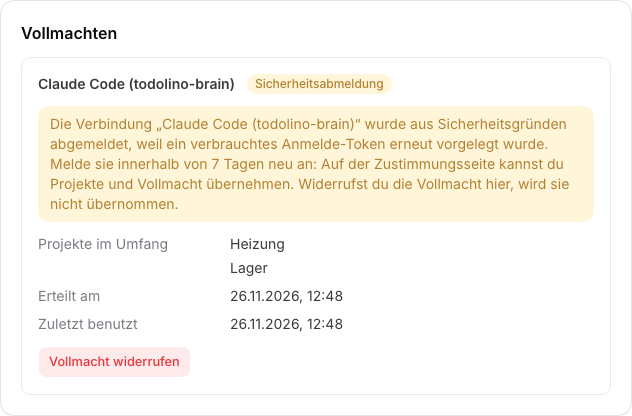 Vollmachten
Claude Code (todolino-brain) Sicherheitsabmeldung
Die Verbindung „Claude Code (todolino-brain)“ wurde aus Sicherheitsgründen
abgemeldet, weil ein verbrauchtes Anmelde-Token erneut vorgelegt wurde.
Melde sie innerhalb von 7 Tagen neu an: Auf der Zustimmungsseite kannst du
Projekte und Vollmacht übernehmen. Widerrufst du die Vollmacht hier, wird sie
nicht übernommen.
Projekte im Umfang Heizung
Lager
Erteilt am 26.11.2026, 12:48
Zuletzt benutzt 26.11.2026, 12:48
Vollmacht widerrufen